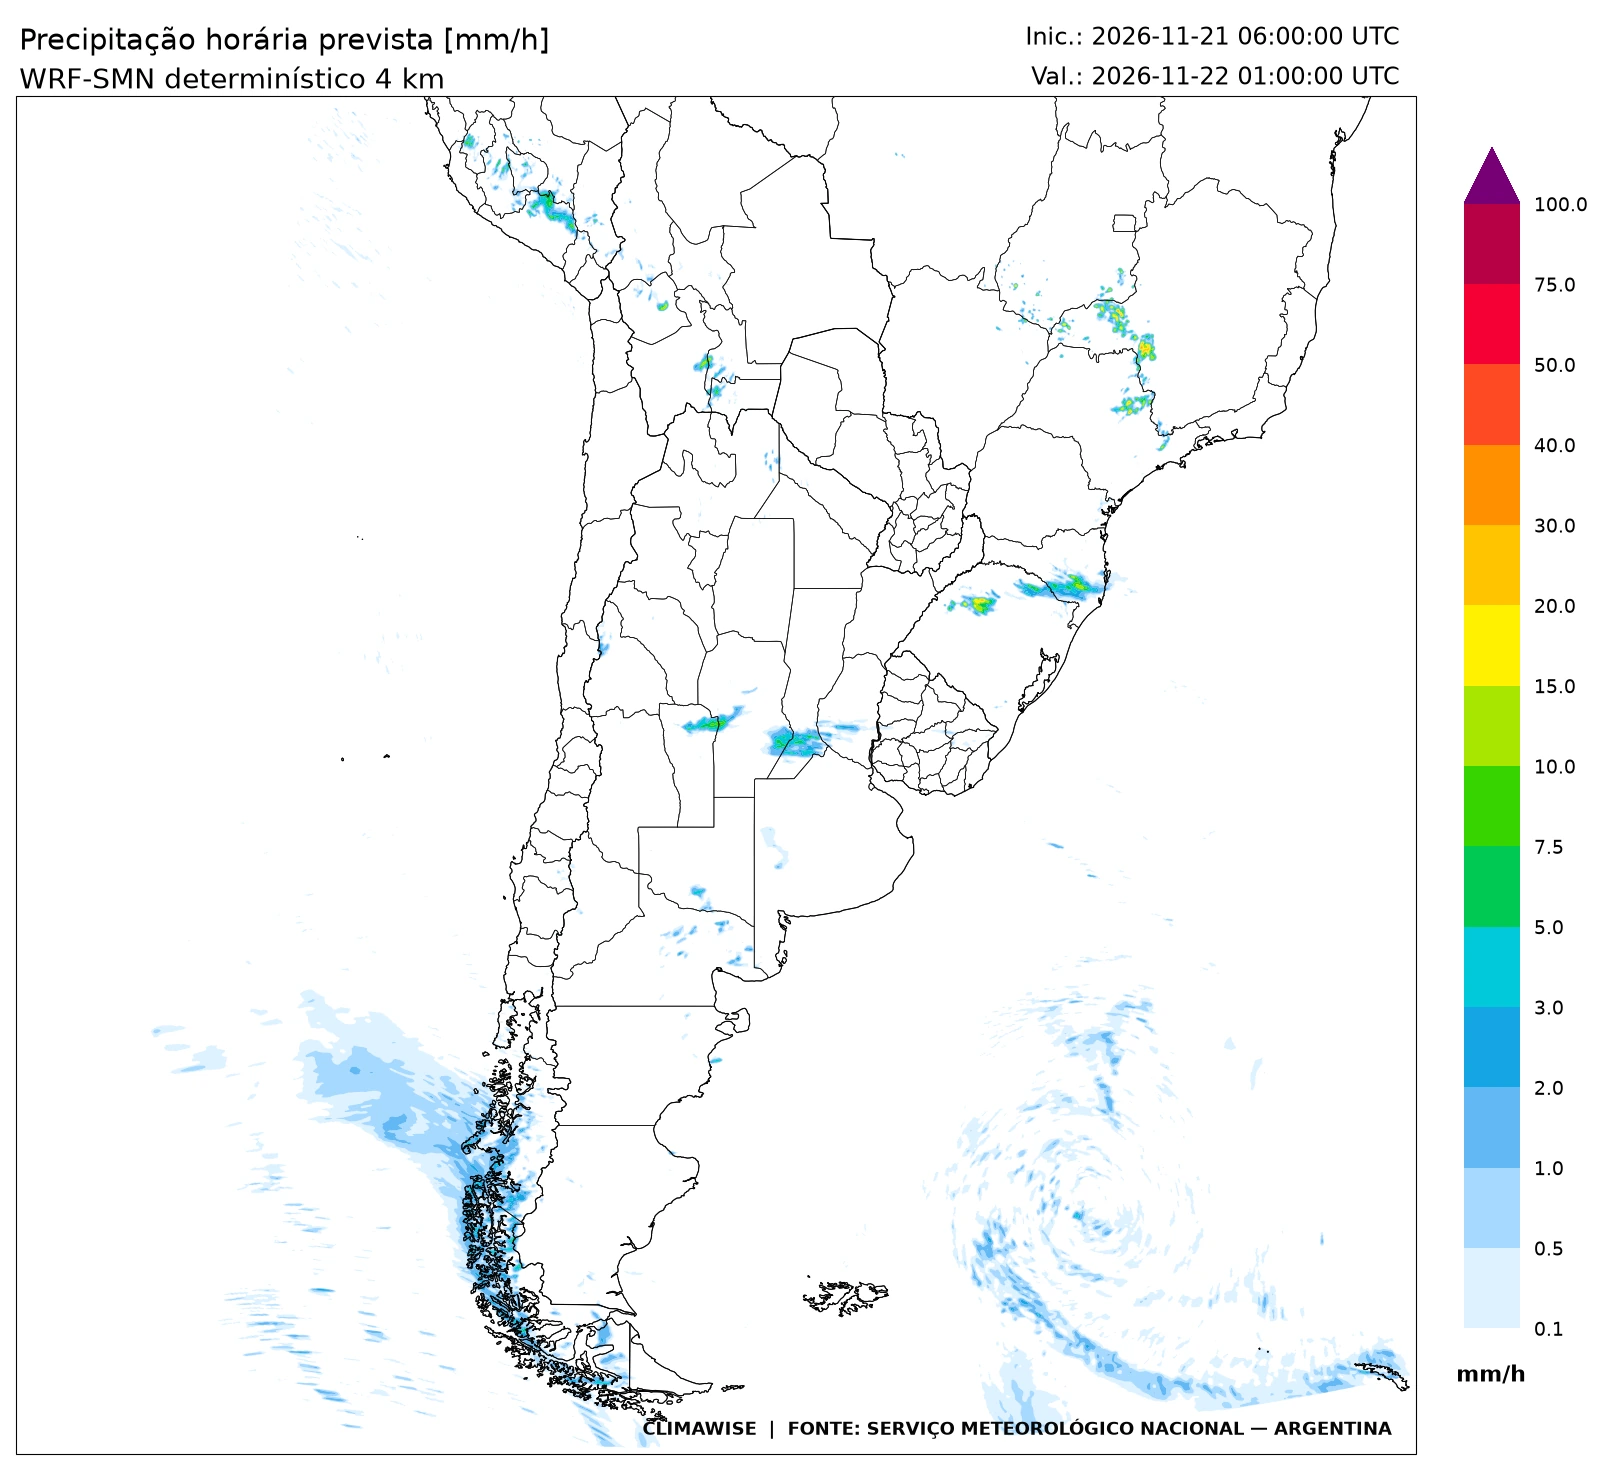 Precipitação horária prevista [mm/h]
WRF-SMN determinístico 4 km
Inic.: 2026-11-21 06:00:00 UTC
Val.: 2026-11-22 01:00:00 UTC
100.0
75.0
50.0
40.0
30.0
20.0
15.0
10.0
7.5
5.0
3.0
2.0
1.0
0.5
0.1
mm/h
CLIMAWISE | FONTE: SERVIÇO METEOROLÓGICO NACIONAL — ARGENTINA